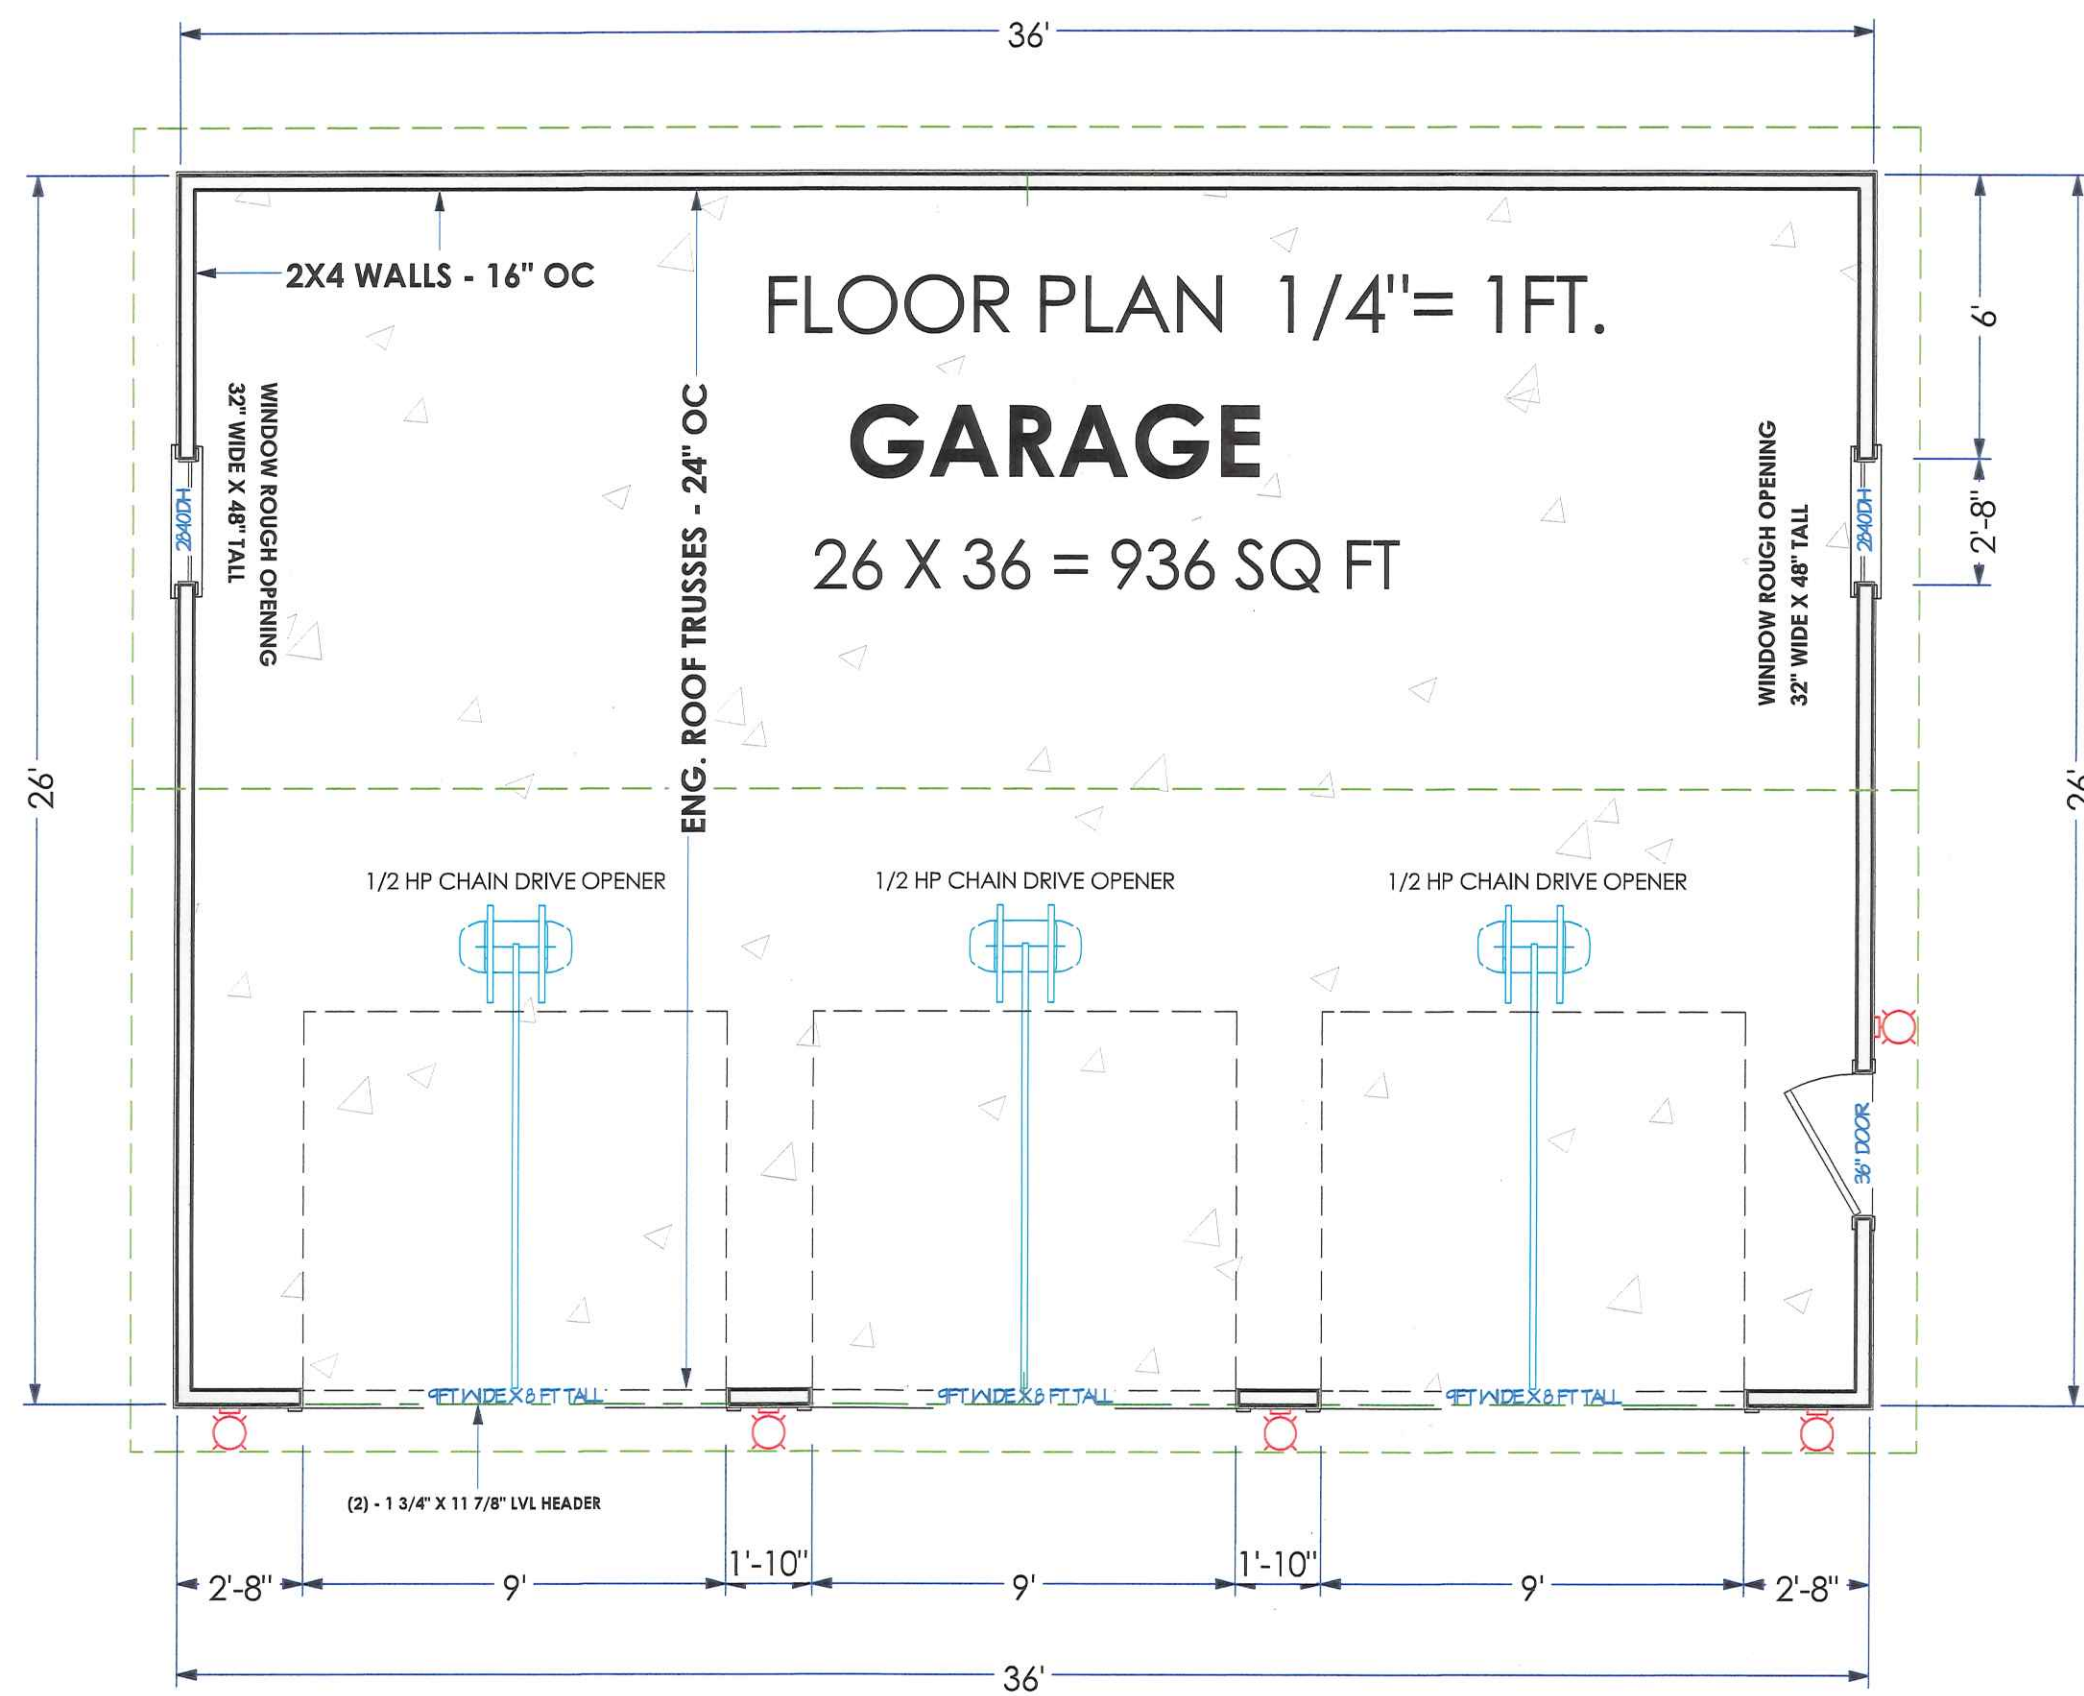 36'
2X4 WALLS - 16" OC
FLOOR PLAN 1/4"= 1FT.
GARAGE
26 X 36 = 936 SQ FT
26'
6'
2'-8"
26'
WINDOW ROUGH OPENING
32" WIDE X 48" TALL
2840DH
ENG. ROOF TRUSSES - 24" OC
WINDOW ROUGH OPENING
32" WIDE X 48" TALL
2840DH
1/2 HP CHAIN DRIVE OPENER
1/2 HP CHAIN DRIVE OPENER
1/2 HP CHAIN DRIVE OPENER
36" DOOR
9FT WIDE X 8 FT TALL
9FT WIDE X 8 FT TALL
9FT WIDE X 8 FT TALL
(2) - 1 3/4" X 11 7/8" LVL HEADER
2'-8"
9'
1'-10"
9'
1'-10"
9'
2'-8"
36'